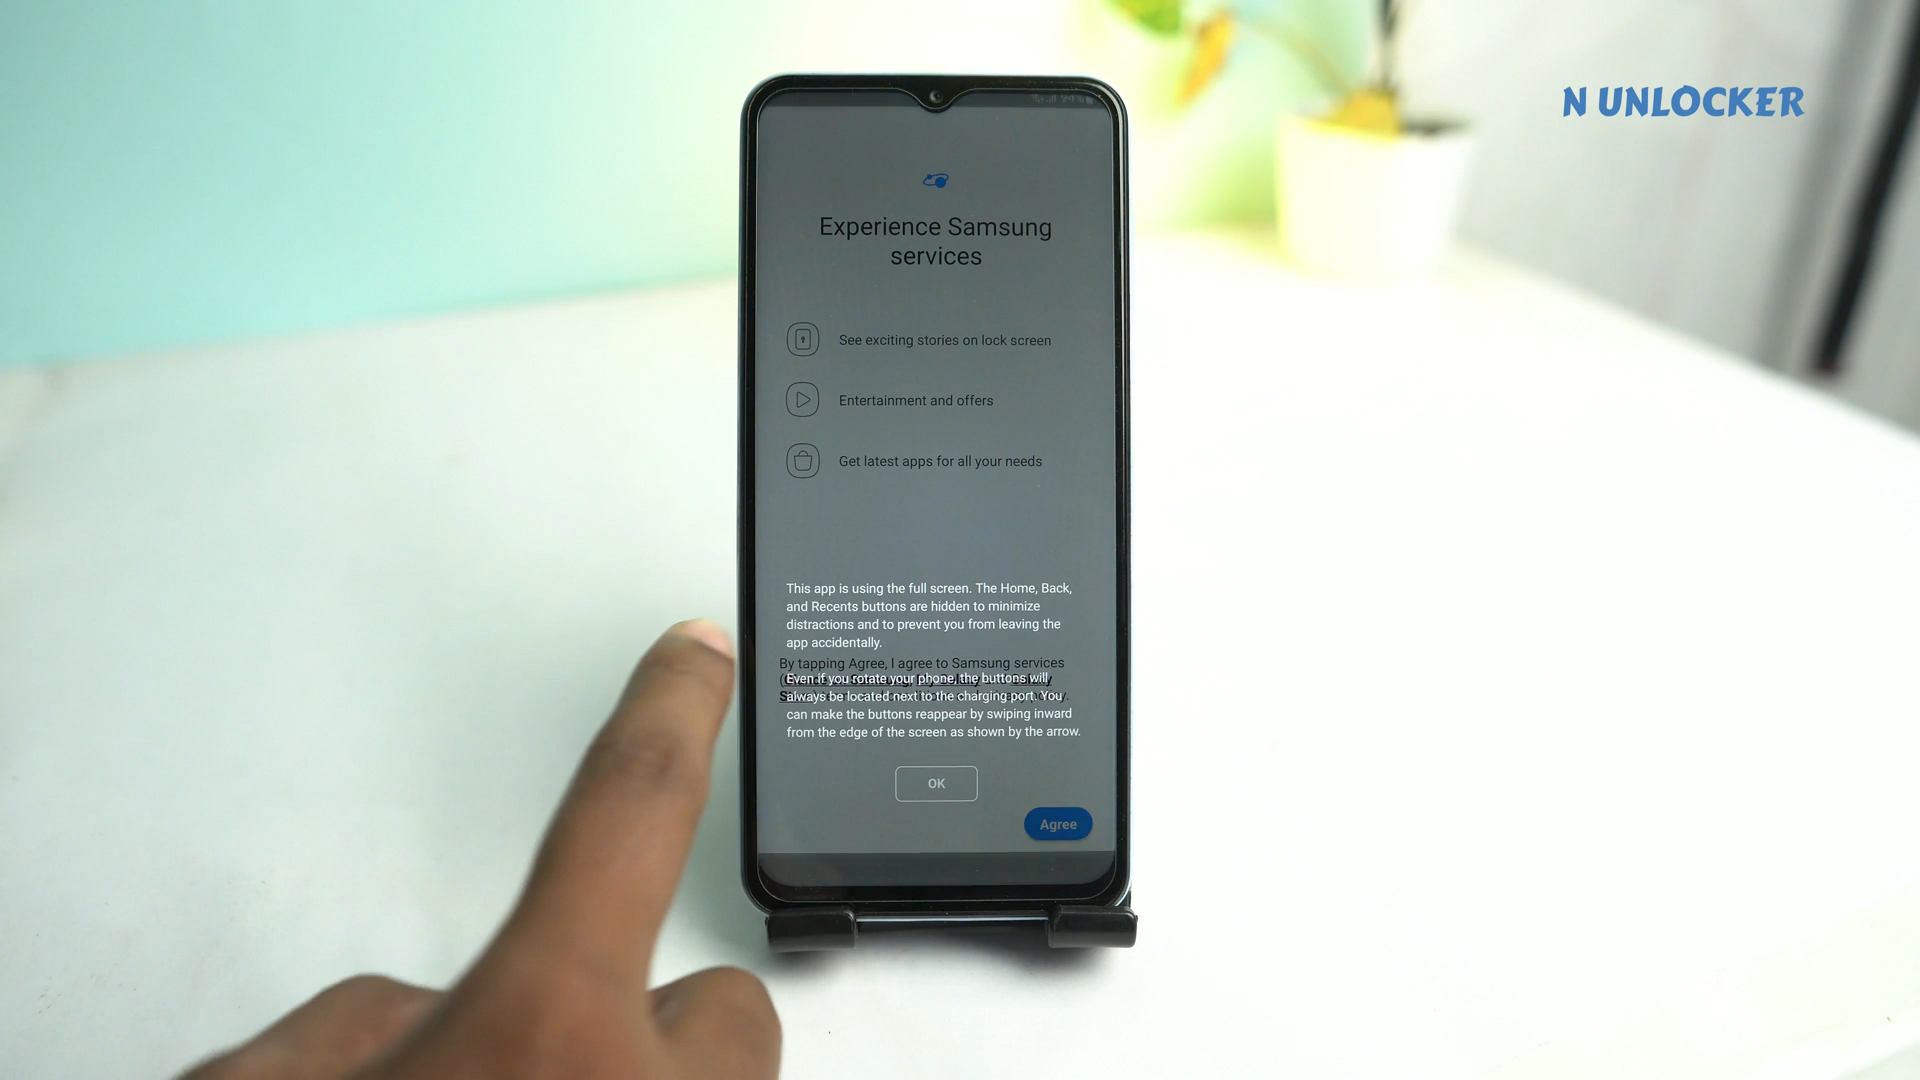 N UNLOCKER
94%
Experience Samsung
services
See exciting stories on lock screen
Entertainment and offers
Get latest apps for all your needs
This app is using the full screen. The Home, Back,
and Recents buttons are hidden to minimize
distractions and to prevent you from leaving the
app accidentally.
By tapping Agree, I agree to Samsung services
Even if you rotate your phone, the buttons will
always be located next to the charging port. You
can make the buttons reappear by swiping inward
from the edge of the screen as shown by the arrow.
OK
Agree